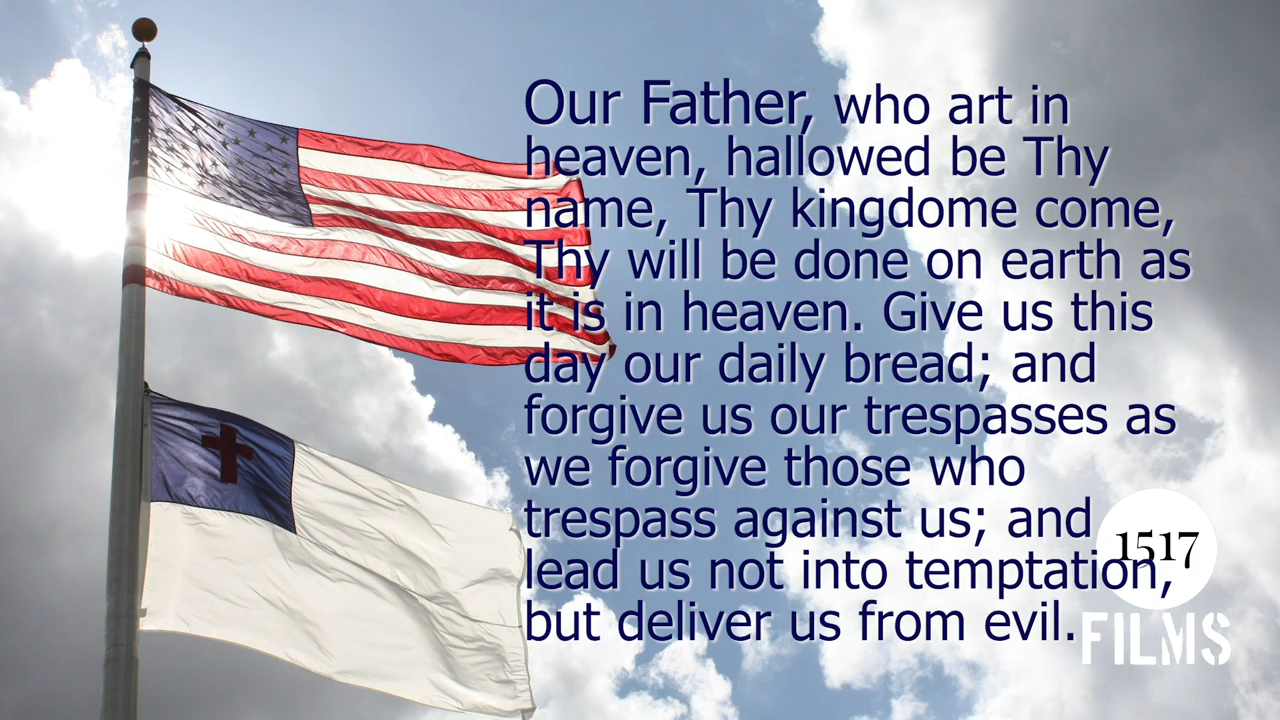 Our Father, who art in
heaven, hallowed be Thy
name, Thy kingdome come,
Thy will be done on earth as
it is in heaven. Give us this
day our daily bread; and
forgive us our trespasses as
we forgive those who
trespass against us; and
lead us not into temptation,
but deliver us from evil.
1517
FILMS